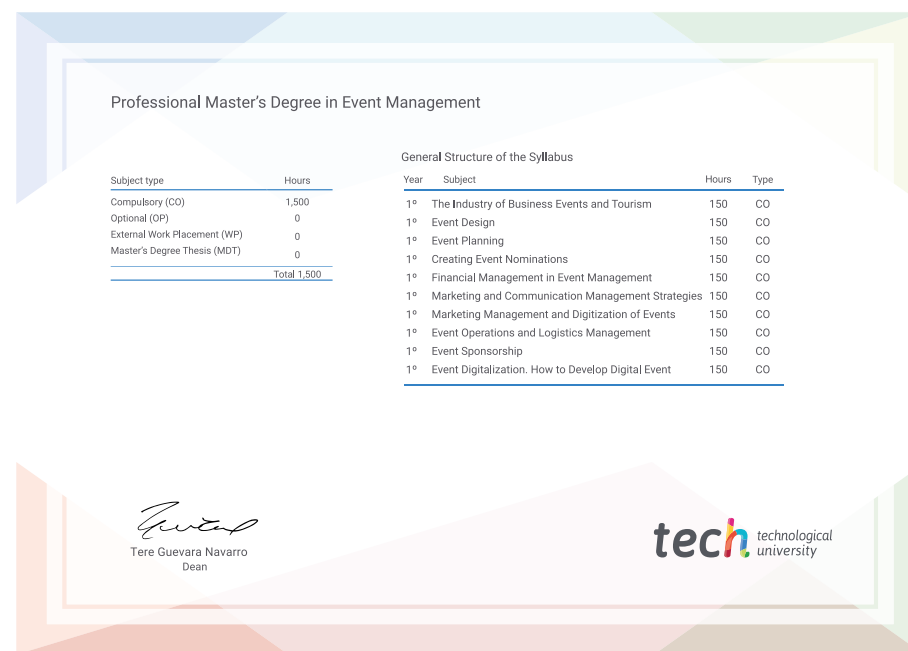 Professional Master's Degree in Event Management
Subject type Hours
Compulsory (CO) 1,500
Optional (OP) 0
External Work Placement (WP) 0
Master's Degree Thesis (MDT) 0
Total 1,500
General Structure of the Syllabus
Year Subject Hours Type
1º The Industry of Business Events and Tourism 150 CO
1º Event Design 150 CO
1º Event Planning 150 CO
1º Creating Event Nominations 150 CO
1º Financial Management in Event Management 150 CO
1º Marketing and Communication Management Strategies 150 CO
1º Marketing Management and Digitization of Events 150 CO
1º Event Operations and Logistics Management 150 CO
1º Event Sponsorship 150 CO
1º Event Digitalization. How to Develop Digital Event 150 CO
Tere Guevara Navarro
Dean
tech technological
university